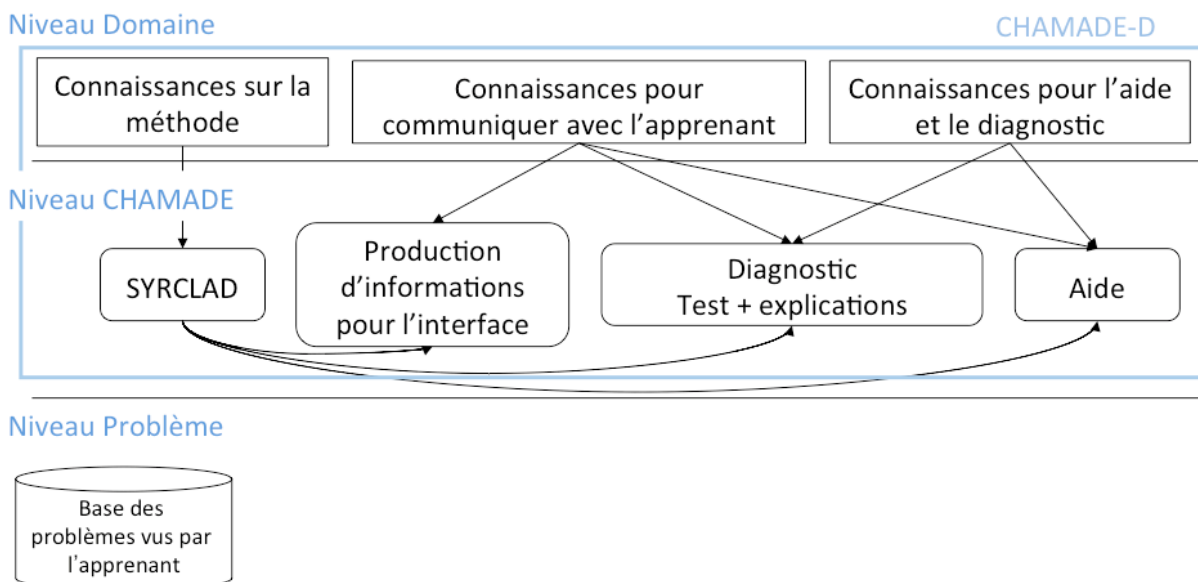 Niveau Domaine
CHAMADE-D
Connaissances sur la
méthode
Connaissances pour
communiquer avec l'apprenant
Connaissances pour l'aide
et le diagnostic
Niveau CHAMADE
SYRCLAD
Production
d'informations
pour l'interface
Diagnostic
Test + explications
Aide
Niveau Problème
Base des
problèmes vus par
l'apprenant